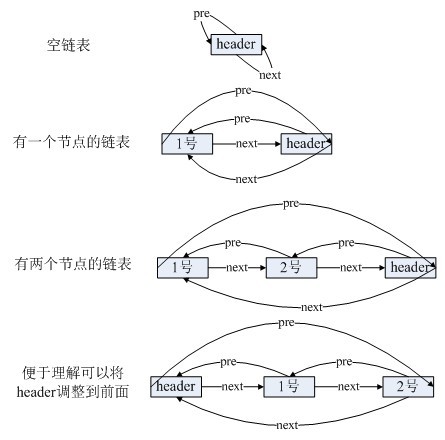 pre
空链表
header
next
pre
pre
有一个节点的链表
1号
next
header
next
pre
pre
pre
有两个节点的链表
1号
next
2号
next
header
next
pre
pre
pre
便于理解可以将
header调整到前面
header
next
1号
next
2号
next